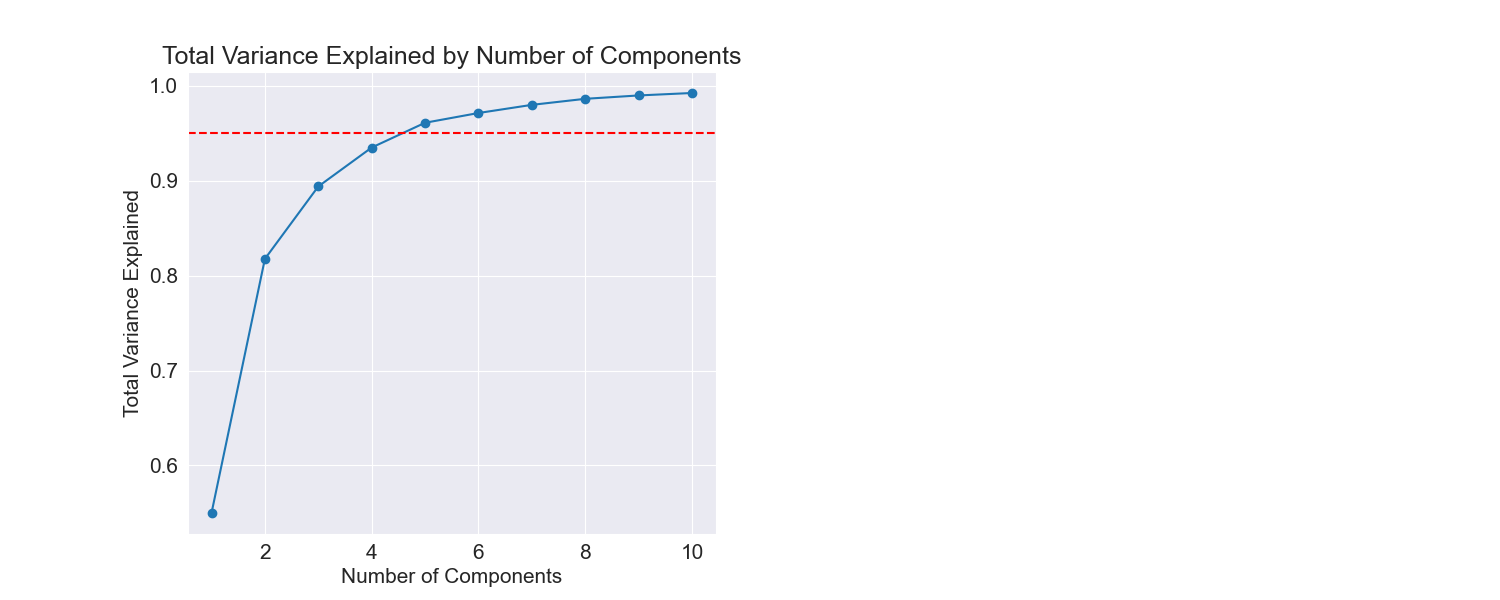 Total Variance Explained by Number of Components
1.0
0.9
0.8
0.7
0.6
Total Variance Explained
2 4 6 8 10
Number of Components